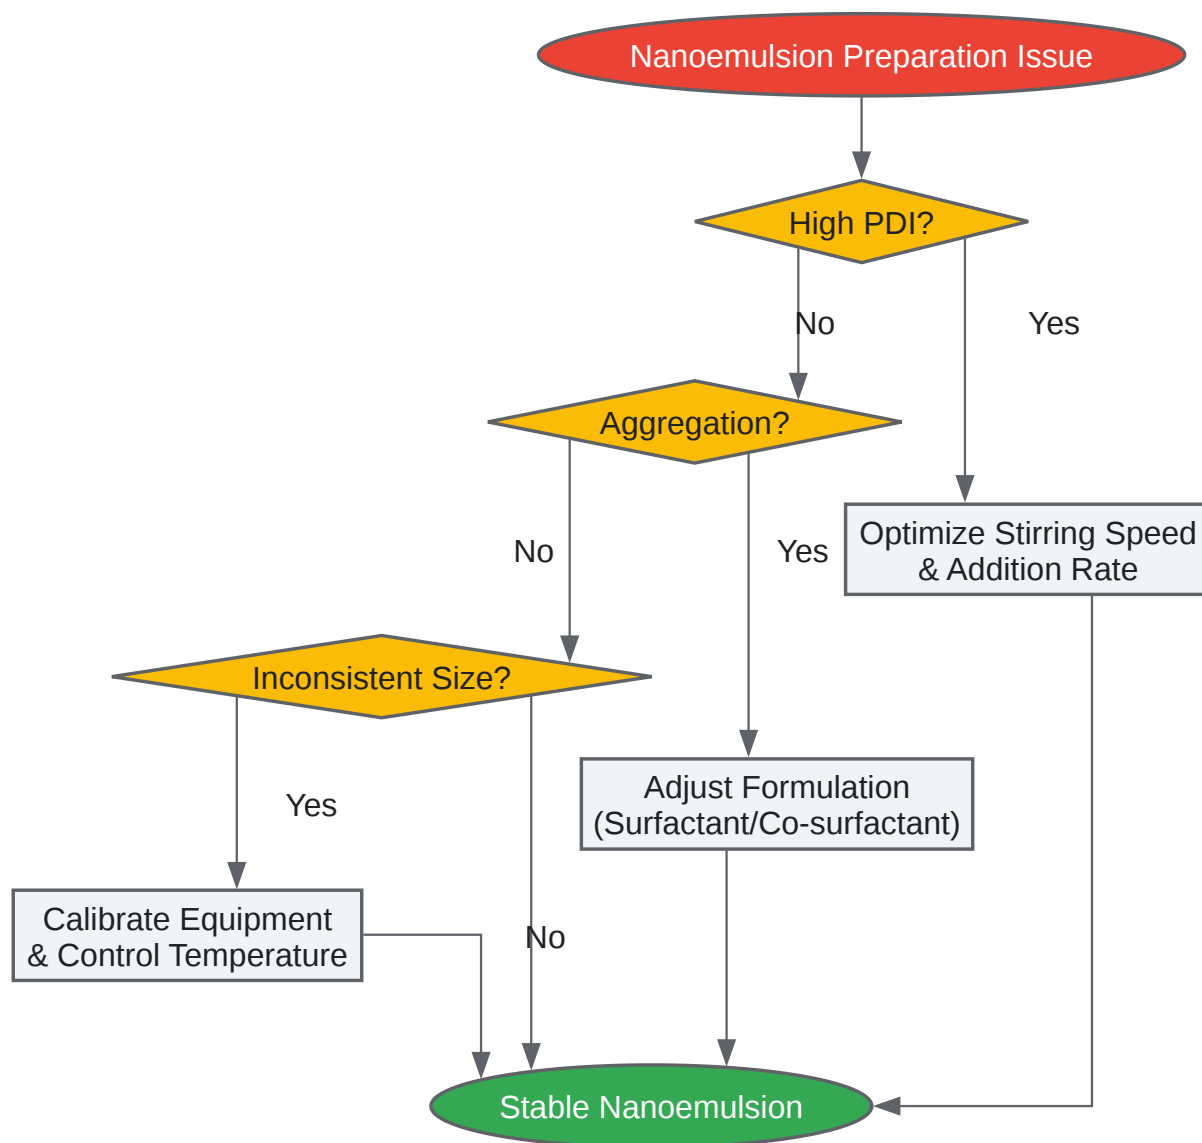 Nanoemulsion Preparation Issue
High PDI?
No
Yes
Aggregation?
No
Yes
Optimize Stirring Speed
& Addition Rate
Inconsistent Size?
Yes
Adjust Formulation
(Surfactant/Co-surfactant)
Calibrate Equipment
& Control Temperature
No
Stable Nanoemulsion